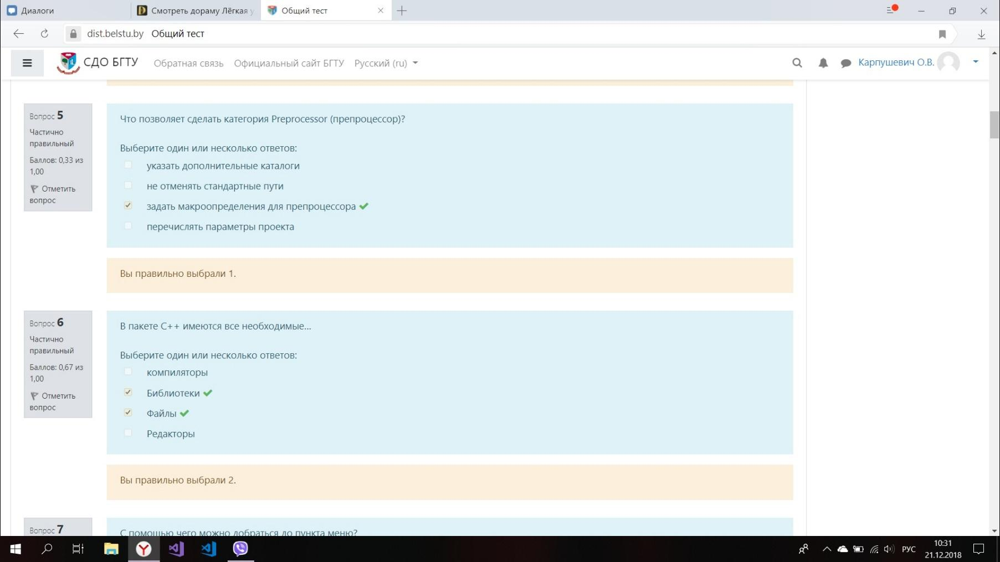 Диалоги
Смотреть дораму Лёгкая у
Общий тест
dist.belstu.by Общий тест
СДО БГТУ
Обратная связь
Официальный сайт БГТУ
Русский (ru)
Карпушевич О.В.
Вопрос 5
Частично
правильный
Баллов: 0,33 из
1,00
Отметить
вопрос
Что позволяет сделать категория Preprocessor (препроцессор)?
Выберите один или несколько ответов:
указать дополнительные каталоги
не отменять стандартные пути
задать макроопределения для препроцессора
перечислять параметры проекта
Вы правильно выбрали 1.
Вопрос 6
Частично
правильный
Баллов: 0,67 из
1,00
Отметить
вопрос
В пакете C++ имеются все необходимые...
Выберите один или несколько ответов:
компиляторы
Библиотеки
Файлы
Редакторы
Вы правильно выбрали 2.
Вопрос 7
С помощью чего можно добраться до пункта меню?
РУС
10:31
21.12.2018